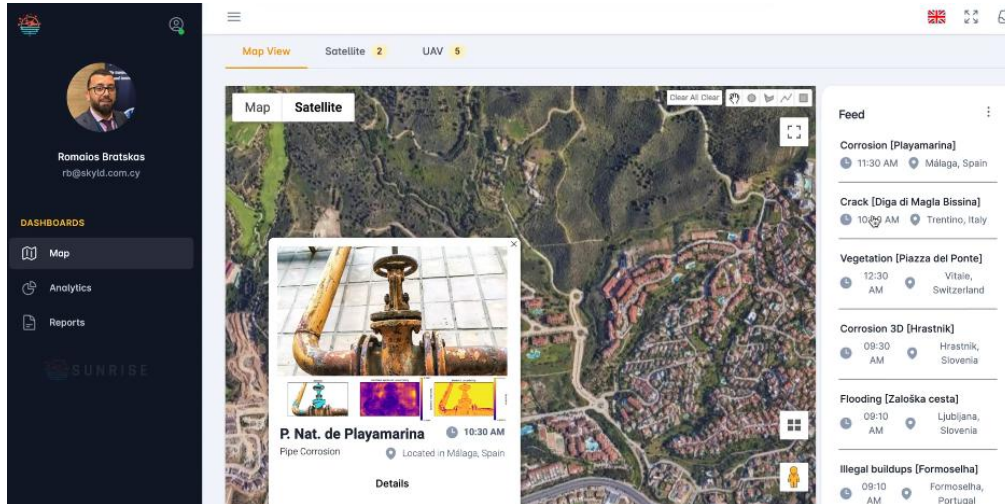 Romaios Bratskas
rb@skyld.com.cy
DASHBOARDS
Map
Analytics
Reports
SUNRISE
Map View
Satellite 2
UAV 5
Map
Satellite
Clear All Clear
P. Nat. de Playamarina
10:30 AM
Pipe Corrosion
Located in Málaga, Spain
Details
Feed
Corrosion [Playamarina]
11:30 AM
Málaga, Spain
Crack [Diga di Magla Bissina]
AM
Trentino, Italy
Vegetation [Piazza del Ponte]
12:30
AM
Vitale,
Switzerland
Corrosion 3D [Hrastnik]
09:30
AM
Hrastnik,
Slovenia
Flooding [Zaloška cesta]
09:10
AM
Ljubljana,
Slovenia
Illegal buildups [Formoselha]
09:10
AM
Formoselha,
Portugal